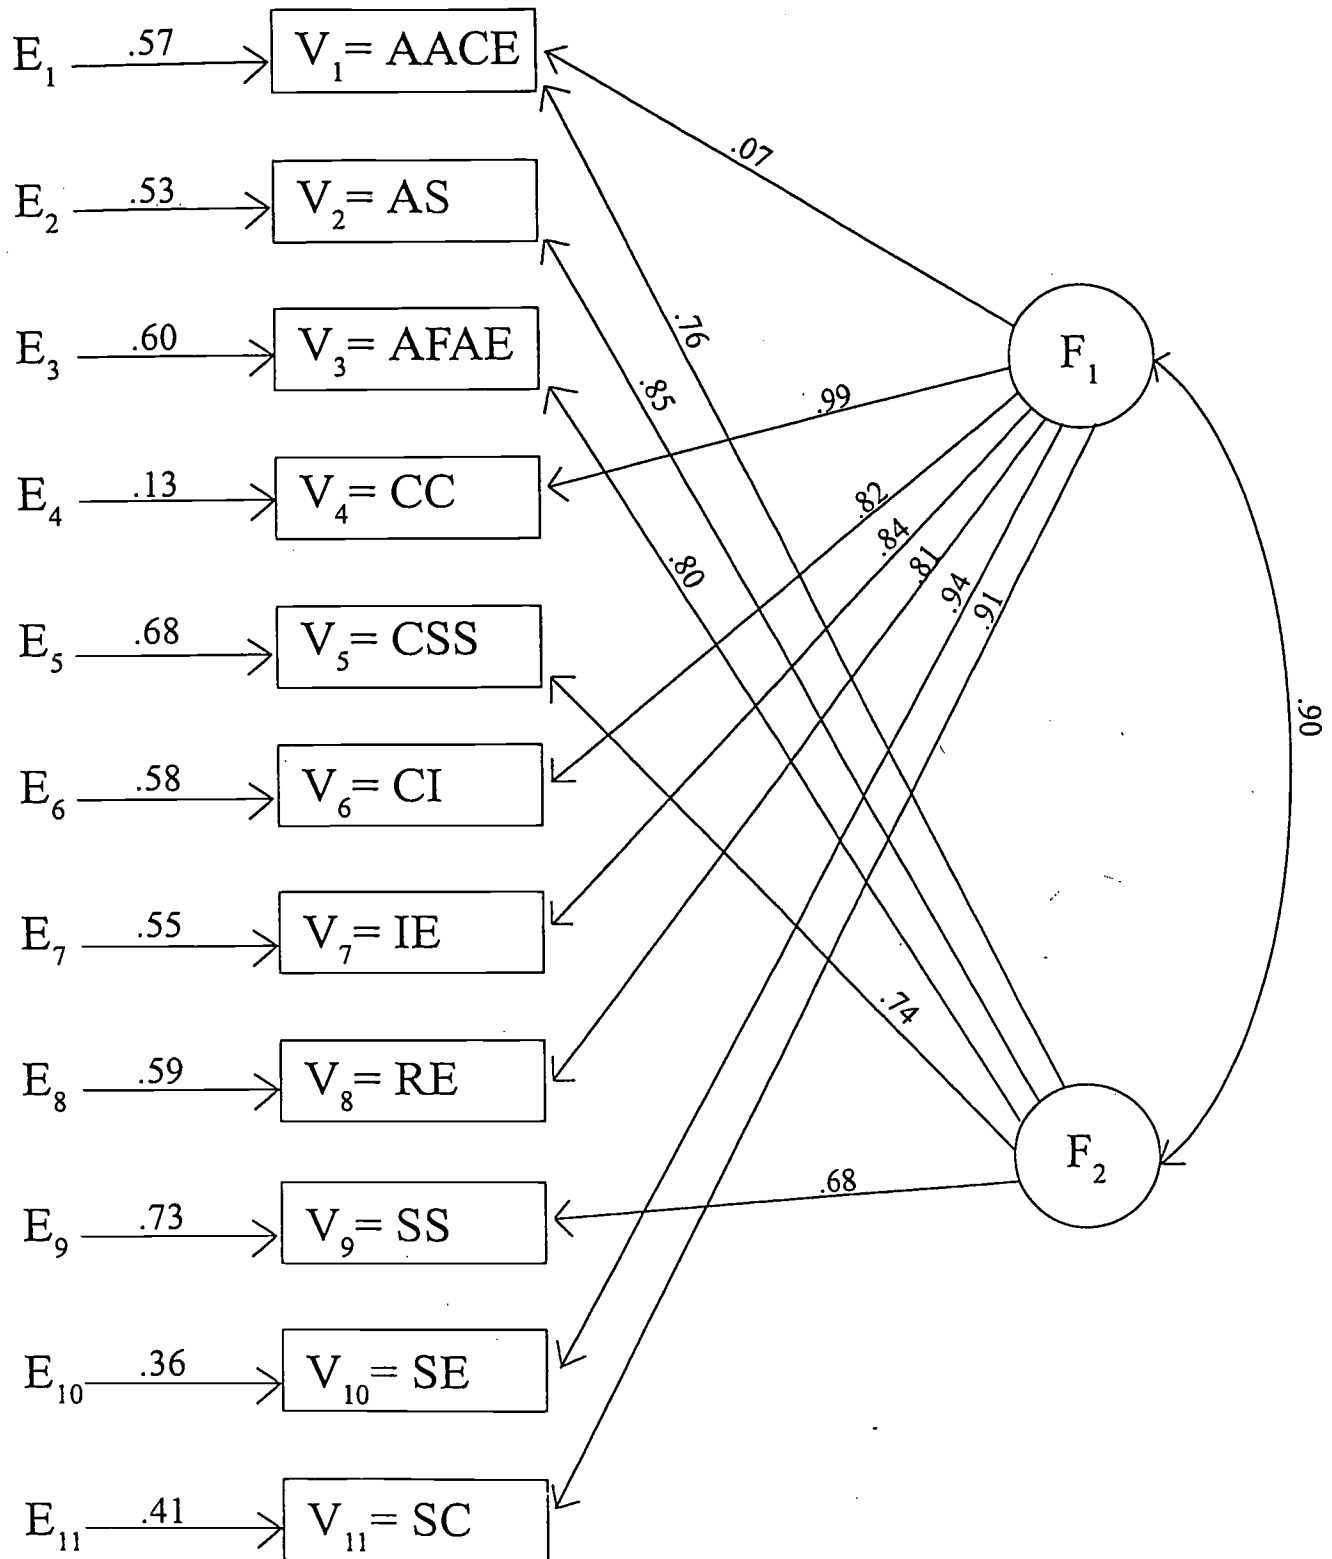 E₁ .57 V₁= AACE
.07
E₂ .53 V₂= AS
E₃ .60 V₃= AFAE
.76
F₁
.85
.99
E₄ .13 V₄= CC
.82
.84
.80
.81
.94
.91
E₅ .68 V₅= CSS
.90
E₆ .58 V₆= CI
E₇ .55 V₇= IE
.74
E₈ .59 V₈= RE
F₂
.68
E₉ .73 V₉= SS
E₁₀ .36 V₁₀= SE
E₁₁ .41 V₁₁= SC